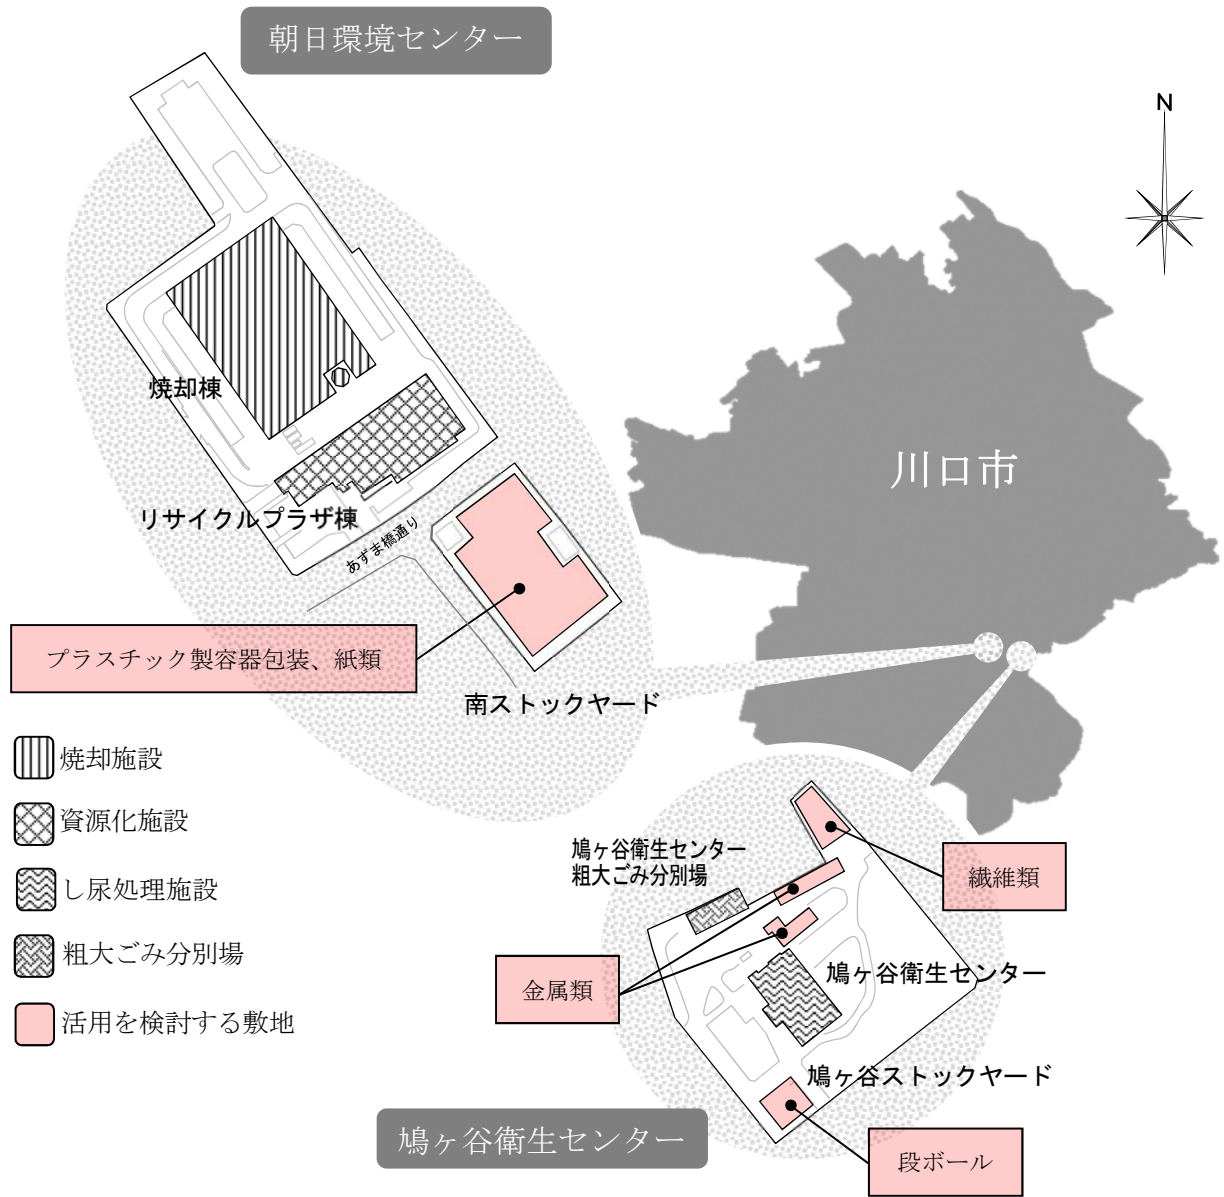 朝日環境センター
N
焼却棟
川口市
リサイクルプラザ棟
あずま橋通り
プラスチック製容器包装、紙類
南ストックヤード
焼却施設
資源化施設
し尿処理施設
粗大ごみ分別場
活用を検討する敷地
鳩ヶ谷衛生センター
粗大ごみ分別場
繊維類
金属類
鳩ヶ谷衛生センター
鳩ヶ谷ストックヤード
鳩ヶ谷衛生センター
段ボール